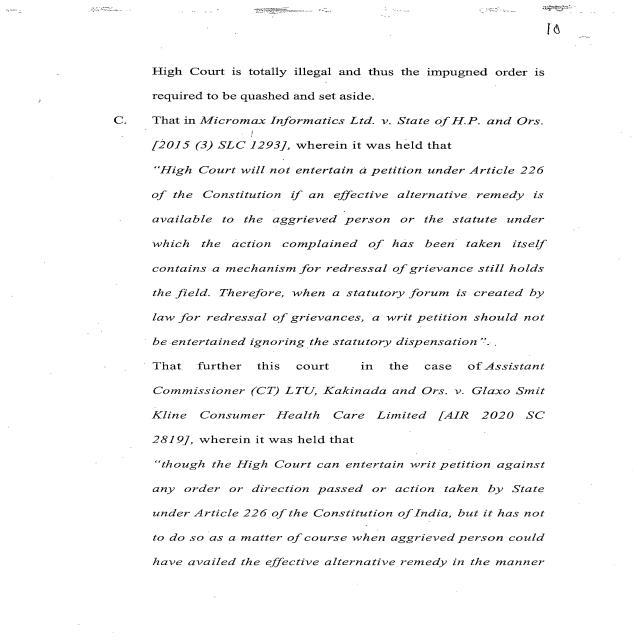 10
High Court is totally illegal and thus the impugned order is
required to be quashed and set aside.
C. That in Micromax Informatics Ltd. v. State of H.P. and Ors.
[2015 (3) SLC 1293], wherein it was held that
"High Court will not entertain a petition under Article 226
of the Constitution if an effective alternative remedy is
available to the aggrieved person or the statute under
which the action complained of has been taken itself
contains a mechanism for redressal of grievance still holds
the field. Therefore, when a statutory forum is created by
law for redressal of grievances, a writ petition should not
be entertained ignoring the statutory dispensation".
That further this court in the case of Assistant
Commissioner (CT) LTU, Kakinada and Ors. v. Glaxo Smit
Kline Consumer Health Care Limited [AIR 2020 SC
2819], wherein it was held that
"though the High Court can entertain writ petition against
any order or direction passed or action taken by State
under Article 226 of the Constitution of India, but it has not
to do so as a matter of course when aggrieved person could
have availed the effective alternative remedy in the manner